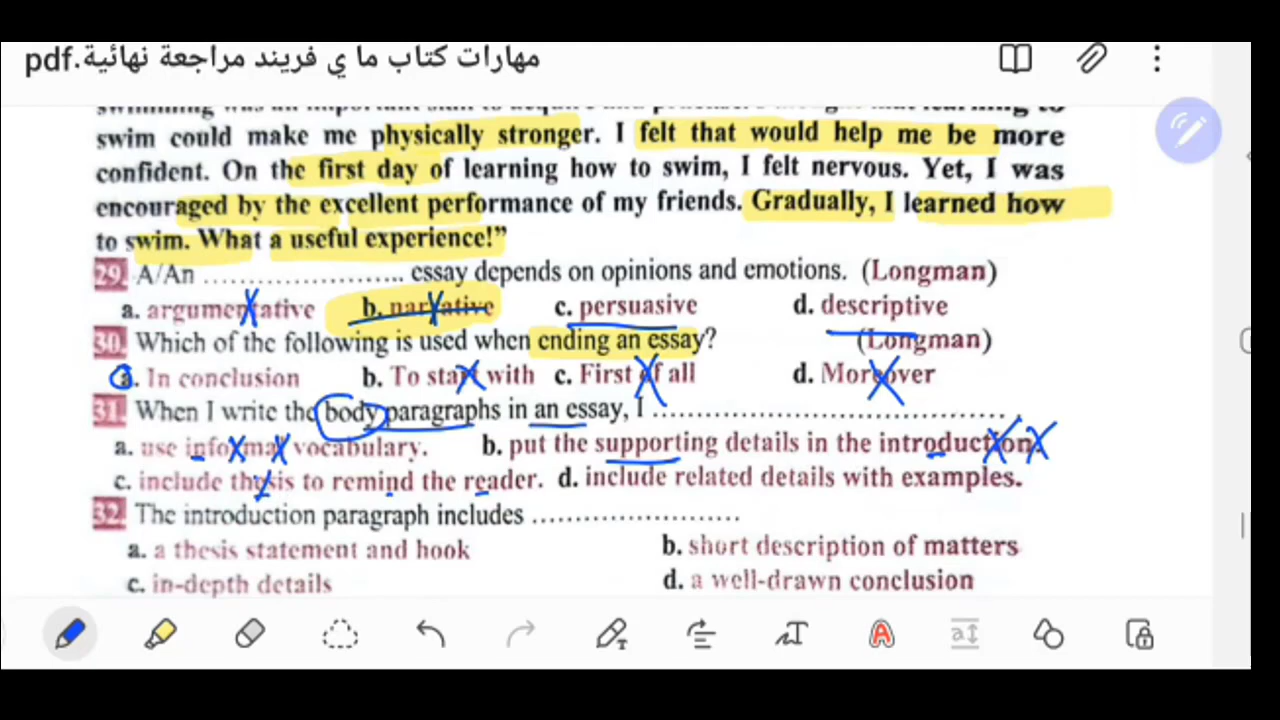 مهارات كتاب ما ي فريند مراجعة نهائية.pdf
swim could make me physically stronger. I felt that would help me be more
confident. On the first day of learning how to swim, I felt nervous. Yet, I was
encouraged by the excellent performance of my friends. Gradually, I learned how
to swim. What a useful experience!”
29. A/An ...................... essay depends on opinions and emotions. (Longman)
a. argumentative b. narrative c. persuasive d. descriptive
30. Which of the following is used when ending an essay? (Longman)
a. In conclusion b. To start with c. First of all d. Moreover
31. When I write the body paragraphs in an essay, I ......................................
a. use informal vocabulary. b. put the supporting details in the introduction.
c. include thesis to remind the reader. d. include related details with examples.
32. The introduction paragraph includes ......................
a. a thesis statement and hook b. short description of matters
c. in-depth details d. a well-drawn conclusion